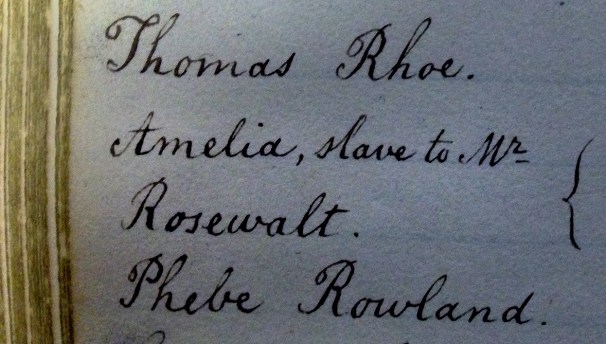 Thomas Rhoe.
Amelia, slave to Mr
Rosewalt.
Phebe Rowland.